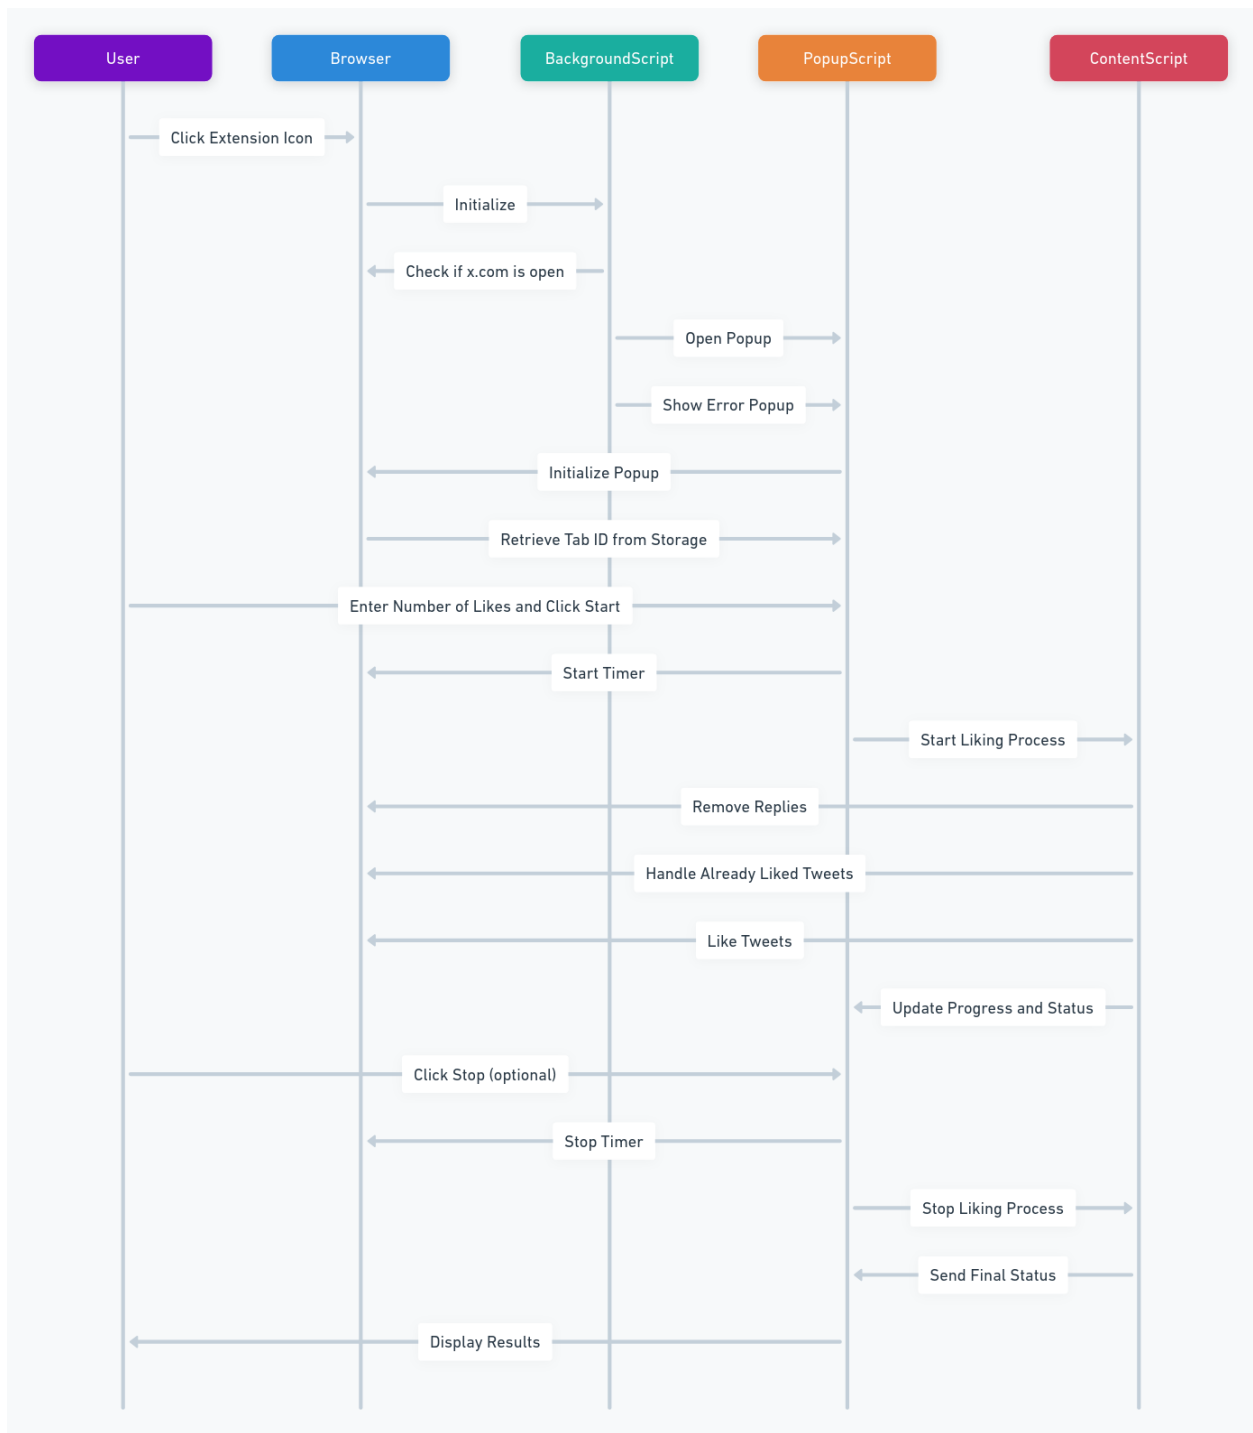 User
Browser
BackgroundScript
PopupScript
ContentScript
Click Extension Icon
Initialize
Check if x.com is open
Open Popup
Show Error Popup
Initialize Popup
Retrieve Tab ID from Storage
Enter Number of Likes and Click Start
Start Timer
Start Liking Process
Remove Replies
Handle Already Liked Tweets
Like Tweets
Update Progress and Status
Click Stop (optional)
Stop Timer
Stop Liking Process
Send Final Status
Display Results